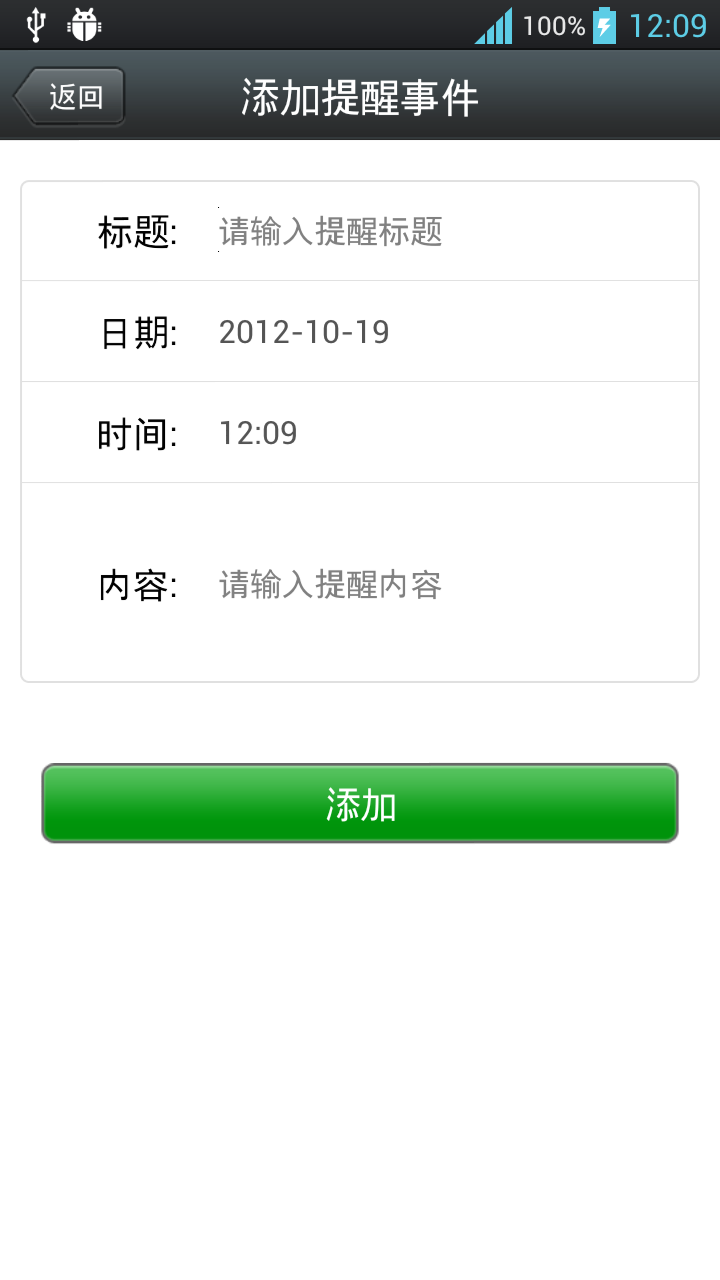 100% 12:09
返回 添加提醒事件
标题: 请输入提醒标题
日期: 2012-10-19
时间: 12:09
内容: 请输入提醒内容
添加